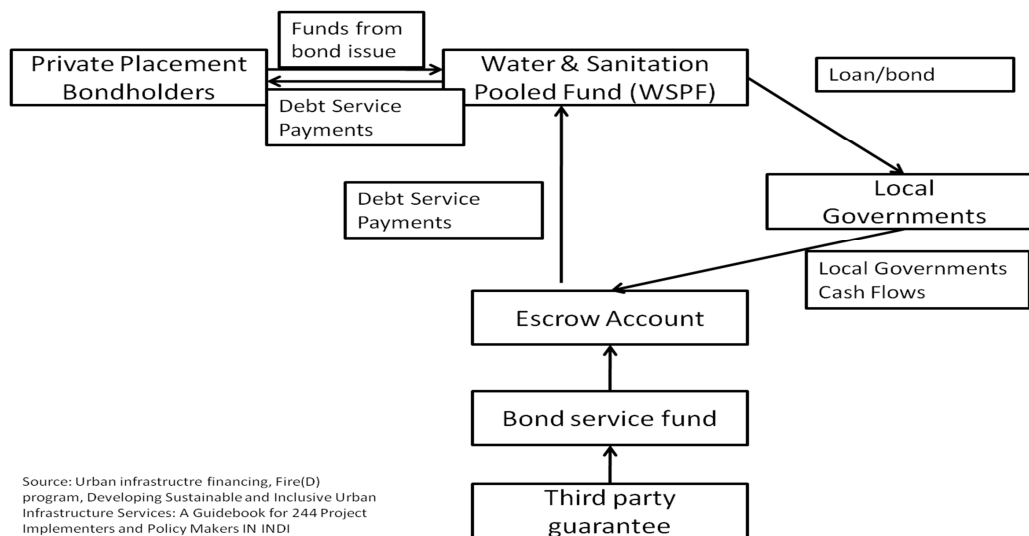 Funds from
bond issue
Private Placement
Bondholders
Water & Sanitation
Pooled Fund (WSPF)
Loan/bond
Debt Service
Payments
Debt Service
Payments
Local
Governments
Local Governments
Cash Flows
Escrow Account
Bond service fund
Third party
guarantee
Source: Urban infrastructre financing, Fire(D)
program, Developing Sustainable and Inclusive Urban
Infrastructure Services: A Guidebook for 244 Project
Implementers and Policy Makers IN INDI